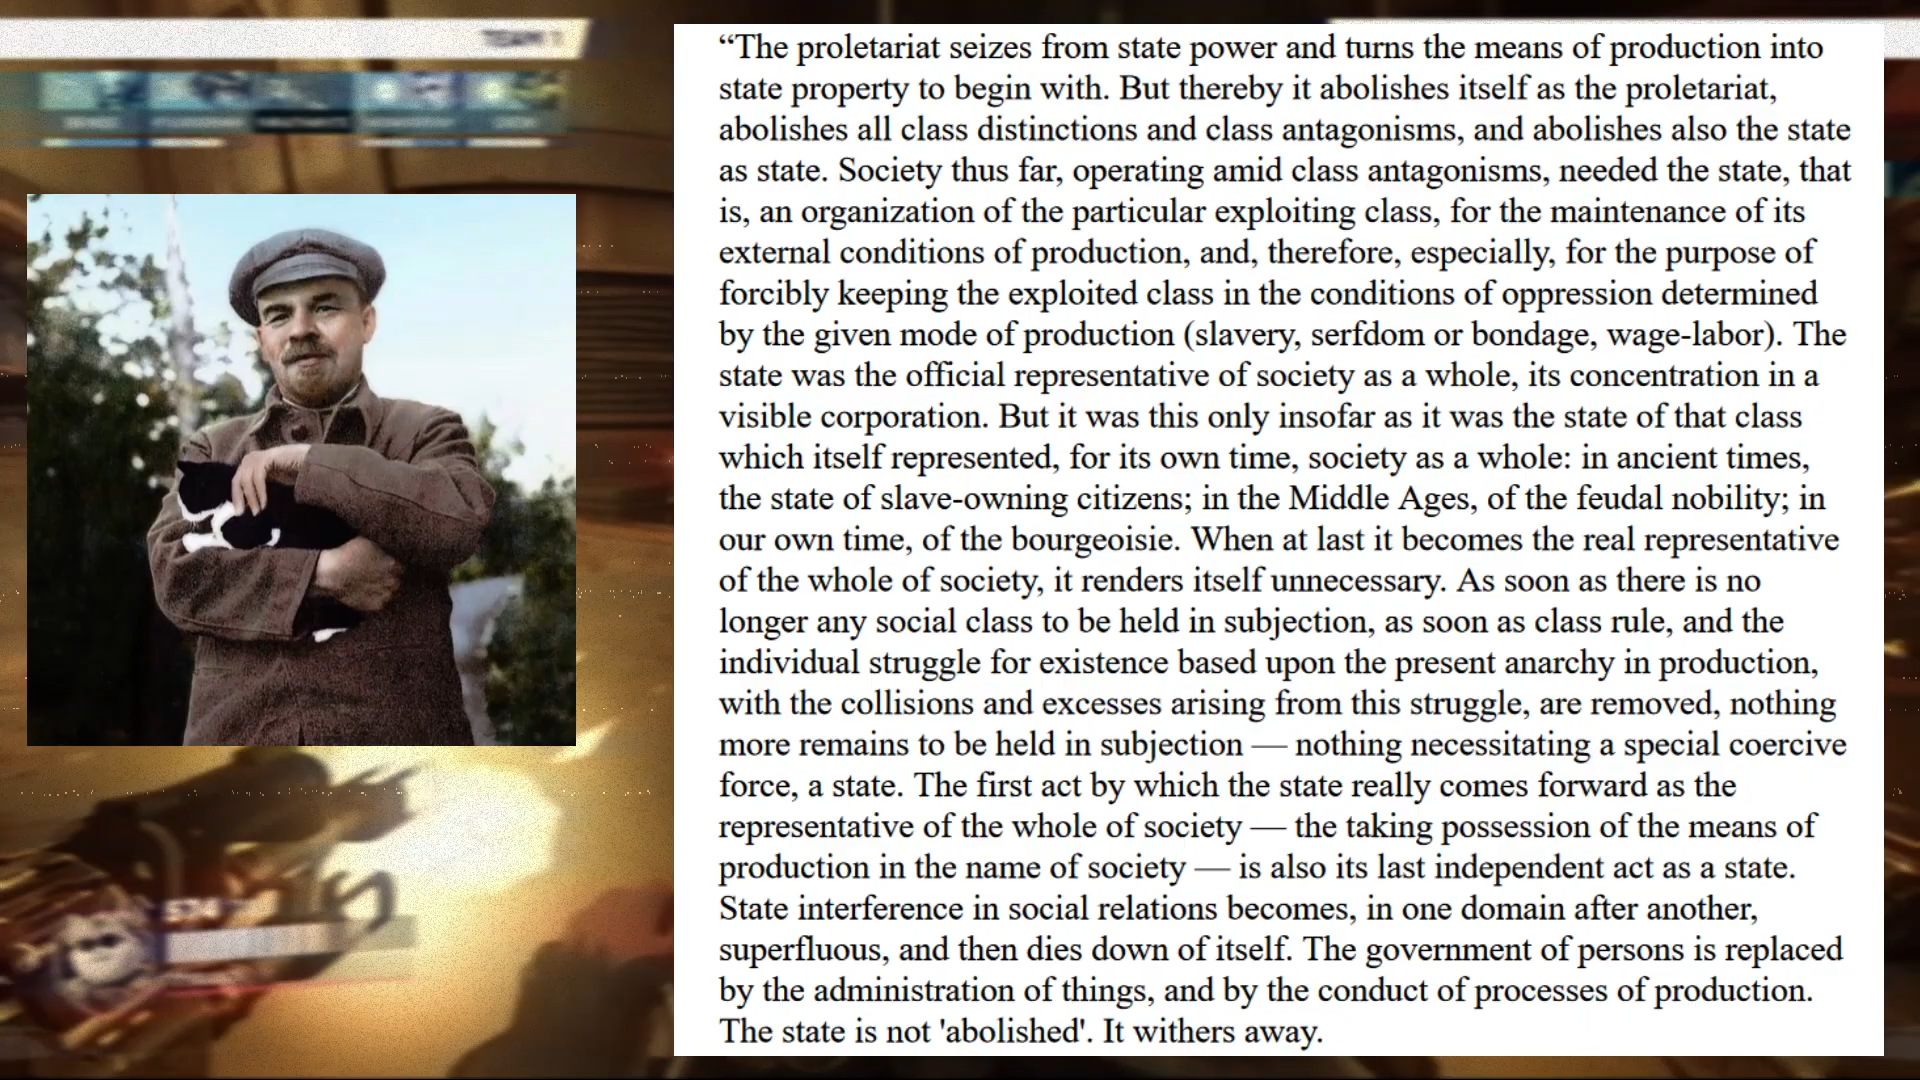 TEAM 1
“The proletariat seizes from state power and turns the means of production into
state property to begin with. But thereby it abolishes itself as the proletariat,
abolishes all class distinctions and class antagonisms, and abolishes also the state
as state. Society thus far, operating amid class antagonisms, needed the state, that
is, an organization of the particular exploiting class, for the maintenance of its
external conditions of production, and, therefore, especially, for the purpose of
forcibly keeping the exploited class in the conditions of oppression determined
by the given mode of production (slavery, serfdom or bondage, wage-labor). The
state was the official representative of society as a whole, its concentration in a
visible corporation. But it was this only insofar as it was the state of that class
which itself represented, for its own time, society as a whole: in ancient times,
the state of slave-owning citizens; in the Middle Ages, of the feudal nobility; in
our own time, of the bourgeoisie. When at last it becomes the real representative
of the whole of society, it renders itself unnecessary. As soon as there is no
longer any social class to be held in subjection, as soon as class rule, and the
individual struggle for existence based upon the present anarchy in production,
with the collisions and excesses arising from this struggle, are removed, nothing
more remains to be held in subjection — nothing necessitating a special coercive
force, a state. The first act by which the state really comes forward as the
representative of the whole of society — the taking possession of the means of
production in the name of society — is also its last independent act as a state.
State interference in social relations becomes, in one domain after another,
superfluous, and then dies down of itself. The government of persons is replaced
by the administration of things, and by the conduct of processes of production.
The state is not 'abolished'. It withers away.